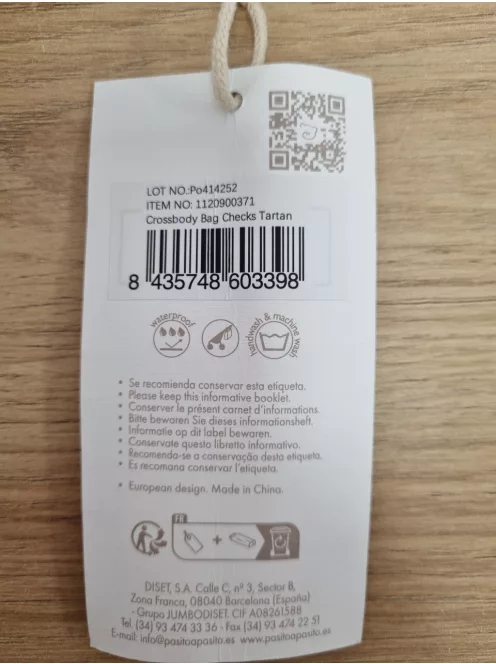 LOT NO.:Po414252
ITEM NO: 1120900371
Crossbody Bag Checks Tartan
8 435748 603398
waterproof
handwash & machine wash
• Se recomienda conservar esta etiqueta.
• Please keep this informative booklet.
• Conserver le présent carnet d'informations.
• Bitte bewaren Sie dieses informationsheft.
• Informatie op dit label bewaren.
• Conservate questo libretto informativo.
• Recomenda-se a conservação desta etiqueta.
• Es recomana conservar l'etiqueta.
• European design. Made in China.
FR
DISET, S.A. Calle C, nº 3, Sector B,
Zona Franca, 08040 Barcelona (España)
- Grupo JUMBODISET. CIF A08261588
Tel. (34) 93 474 33 36 - Fax (34) 93 474 22 51
E-mail: info@pasitoapasito.es www.pasitoapasito.es